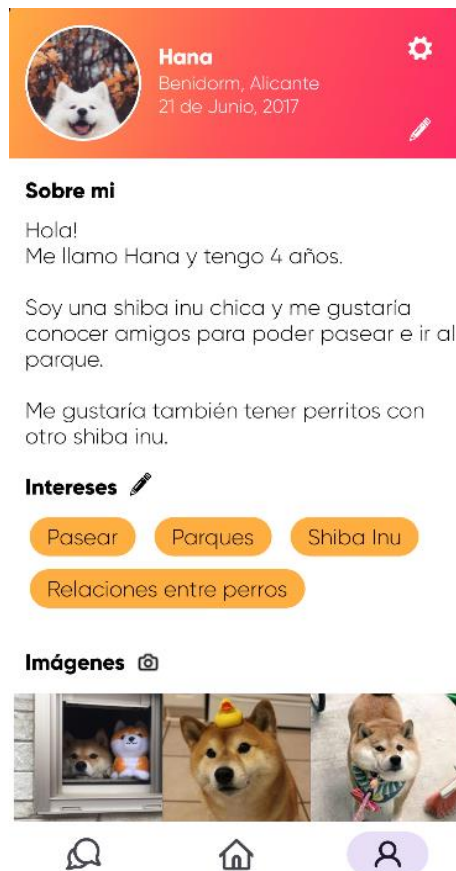 Hana
Benidorm, Alicante
21 de Junio, 2017
Sobre mi
Hola!
Me llamo Hana y tengo 4 años.
Soy una shiba inu chica y me gustaría
conocer amigos para poder pasear e ir al
parque.
Me gustaría también tener perritos con
otro shiba inu.
Intereses
Pasear
Parques
Shiba Inu
Relaciones entre perros
Imágenes